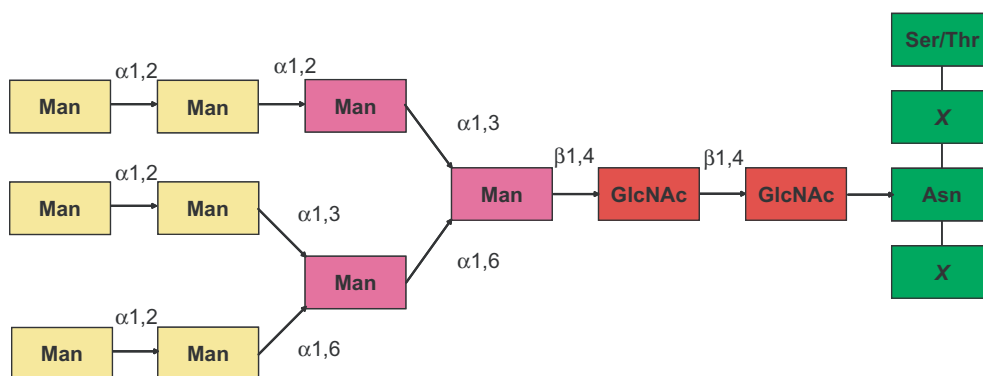 Ser/Thr
α1,2 α1,2
Man Man Man
X
α1,3
α1,2
β1,4 β1,4
Man Man Man GlcNAc GlcNAc Asn
α1,3
α1,6
Man X
α1,2
Man Man
α1,6